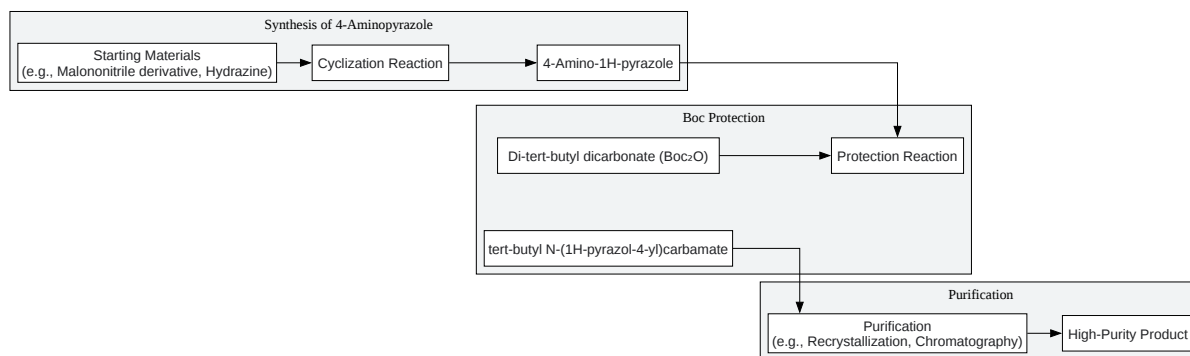 Synthesis of 4-Aminopyrazole
Starting Materials
(e.g., Malononitrile derivative, Hydrazine)
Cyclization Reaction
4-Amino-1H-pyrazole
Boc Protection
Di-tert-butyl dicarbonate (Boc₂O)
Protection Reaction
tert-butyl N-(1H-pyrazol-4-yl)carbamate
Purification
Purification
(e.g., Recrystallization, Chromatography)
High-Purity Product